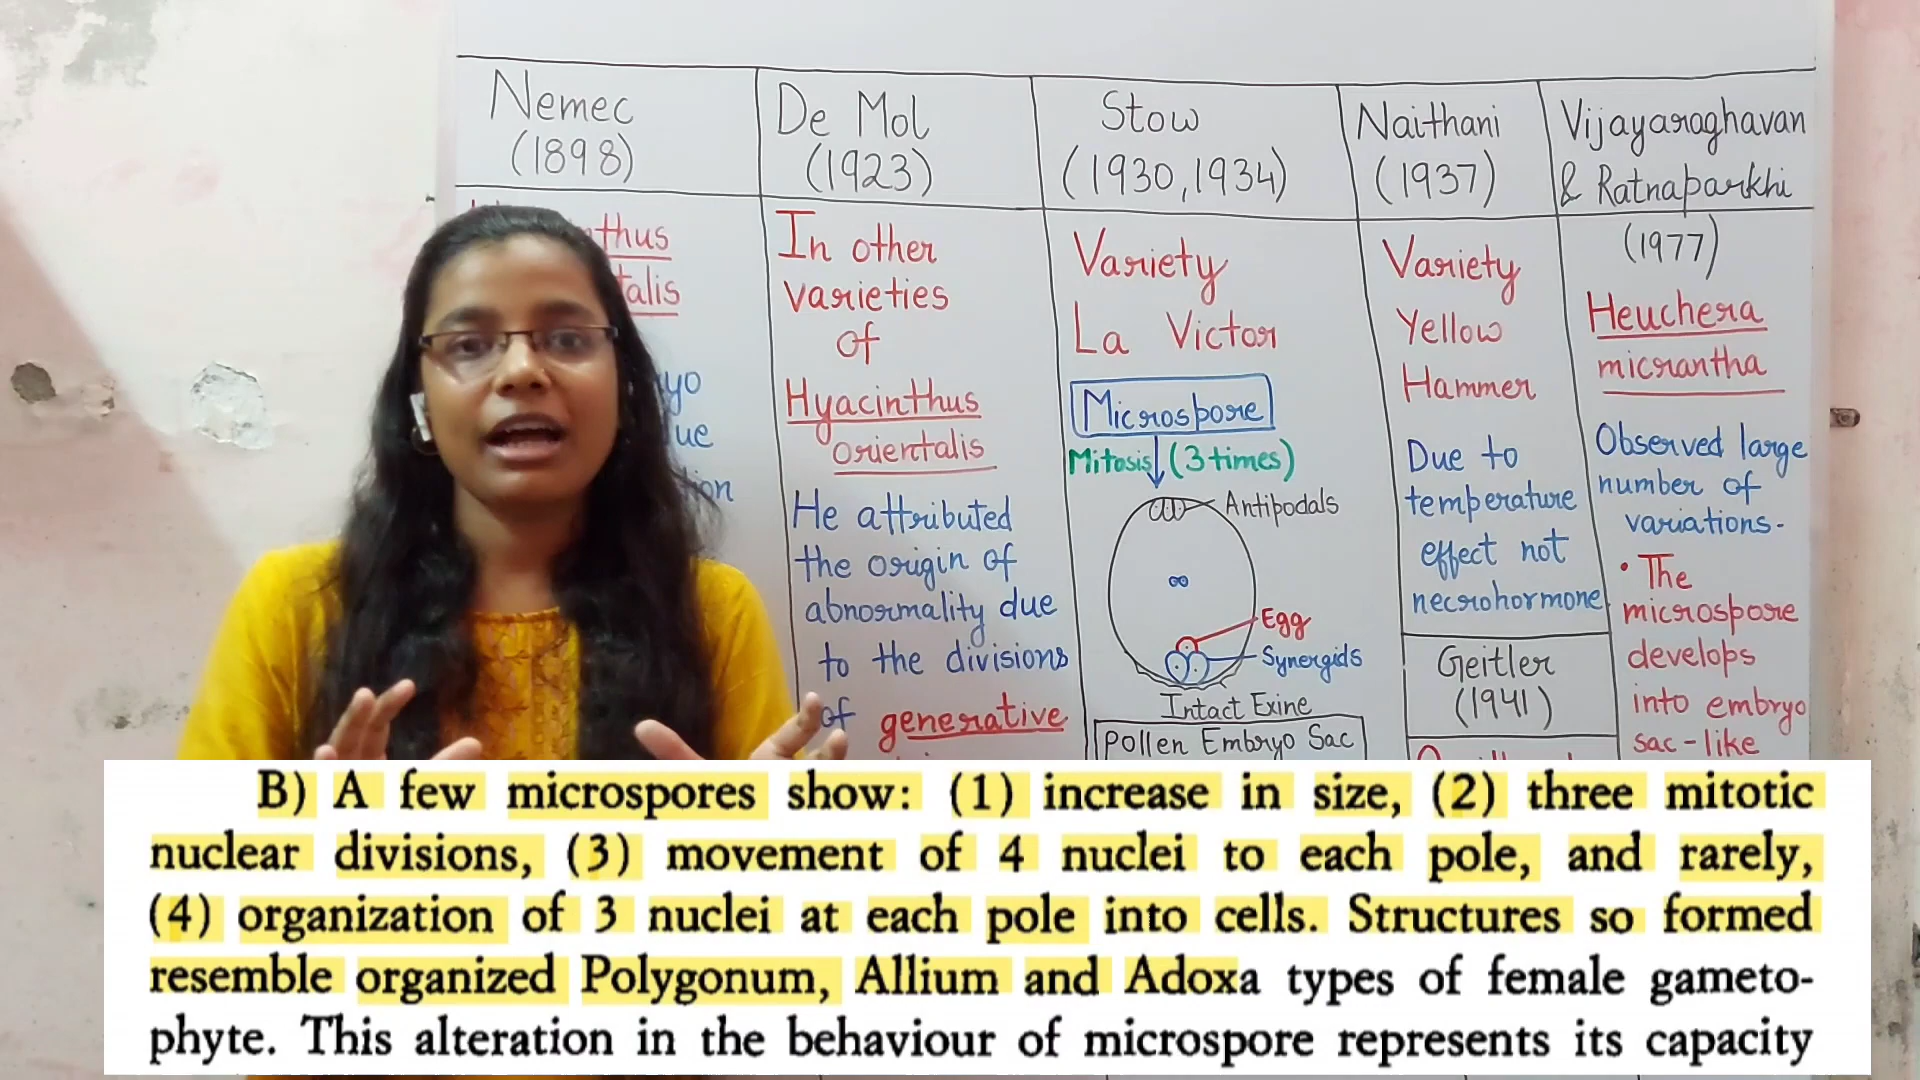 Nemec
(1898)
thus
talis
yo
ue
tion
De Mol
(1923)
In other
varieties
of
Hyacinthus
orientalis
He attributed
the origin of
abnormality due
to the divisions
of generative
Stow
(1930,1934)
Variety
La Victor
Microspore
Mitosis (3 times)
Antipodals
Egg
Synergids
Intact Exine
Pollen Embryo Sac
Naithani
(1937)
Variety
Yellow
Hammer
Due to
temperature
effect not
necrohormone
Geitler
(1941)
Vijayaraghavan
& Ratnaparkhi
(1977)
Heuchera
micrantha
Observed large
number of
variations-
• The
microspore
develops
into embryo
sac-like
B) A few microspores show: (1) increase in size, (2) three mitotic
nuclear divisions, (3) movement of 4 nuclei to each pole, and rarely,
(4) organization of 3 nuclei at each pole into cells. Structures so formed
resemble organized Polygonum, Allium and Adoxa types of female gameto-
phyte. This alteration in the behaviour of microspore represents its capacity